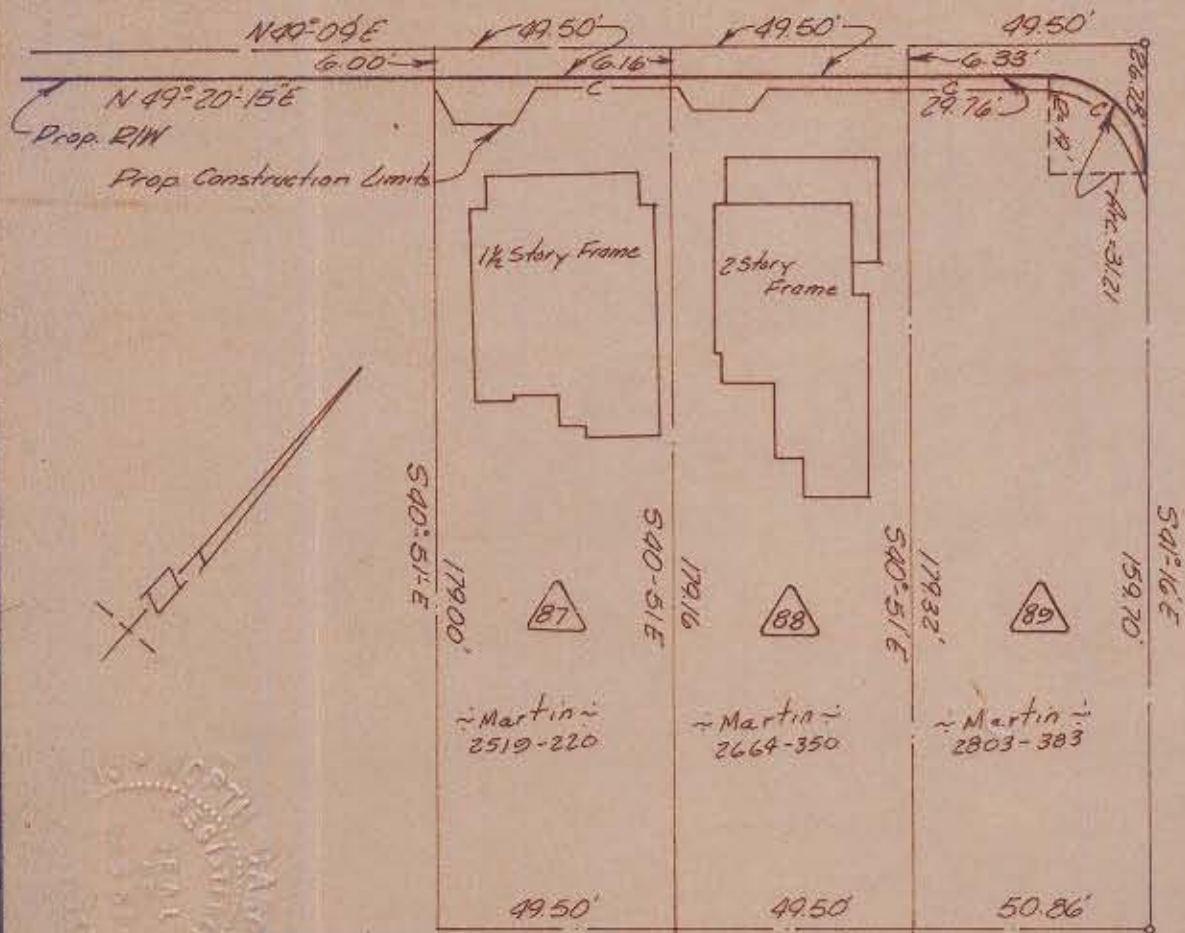 N49°-09'E
49.50'
49.50'
49.50'
6.00'
6.16
6.33'
N 49°-20'-15"E
C
C
29.76'
26.28
Prop. R/W
Prop. Construction Limits
C
Arc = 31.21
1½ Story Frame
2 Story
Frame
S40°-51'-E
179.00'
S40-51E
179.16
S40°-51'E
179.32'
S41°-16'E
159.70'
87
88
89
~Martin~
2519-220
~Martin~
2664-350
~Martin~
2803-383
49.50'
49.50'
50.86'